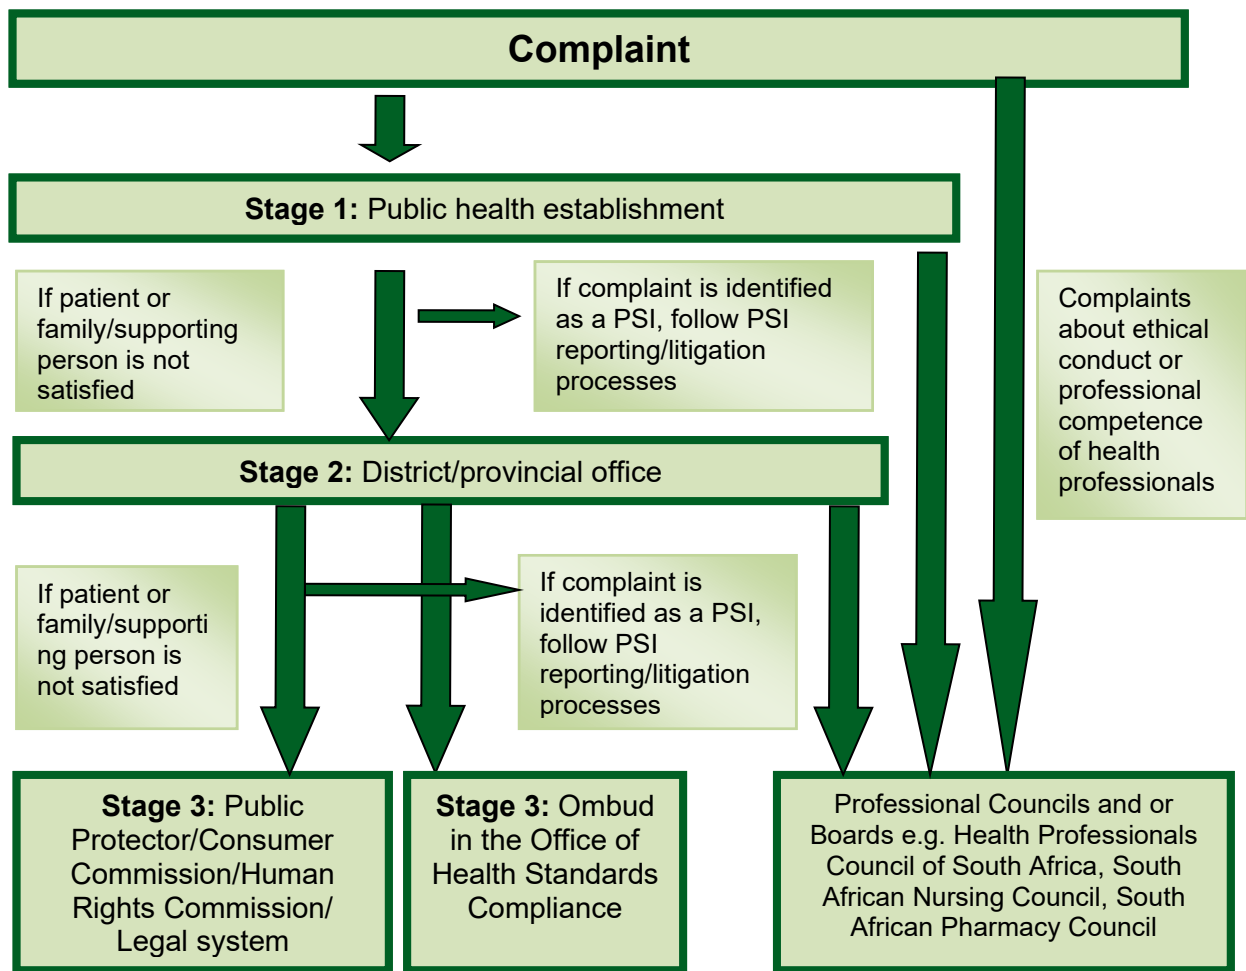 Complaint
Stage 1: Public health establishment
If patient or
family/supporting
person is not
satisfied
If complaint is identified
as a PSI, follow PSI
reporting/litigation
processes
Complaints
about ethical
conduct or
professional
competence
of health
professionals
Stage 2: District/provincial office
If patient or
family/supporti
ng person is
not satisfied
If complaint is
identified as a PSI,
follow PSI
reporting/litigation
processes
Stage 3: Public
Protector/Consumer
Commission/Human
Rights Commission/
Legal system
Stage 3: Ombud
in the Office of
Health Standards
Compliance
Professional Councils and or
Boards e.g. Health Professionals
Council of South Africa, South
African Nursing Council, South
African Pharmacy Council